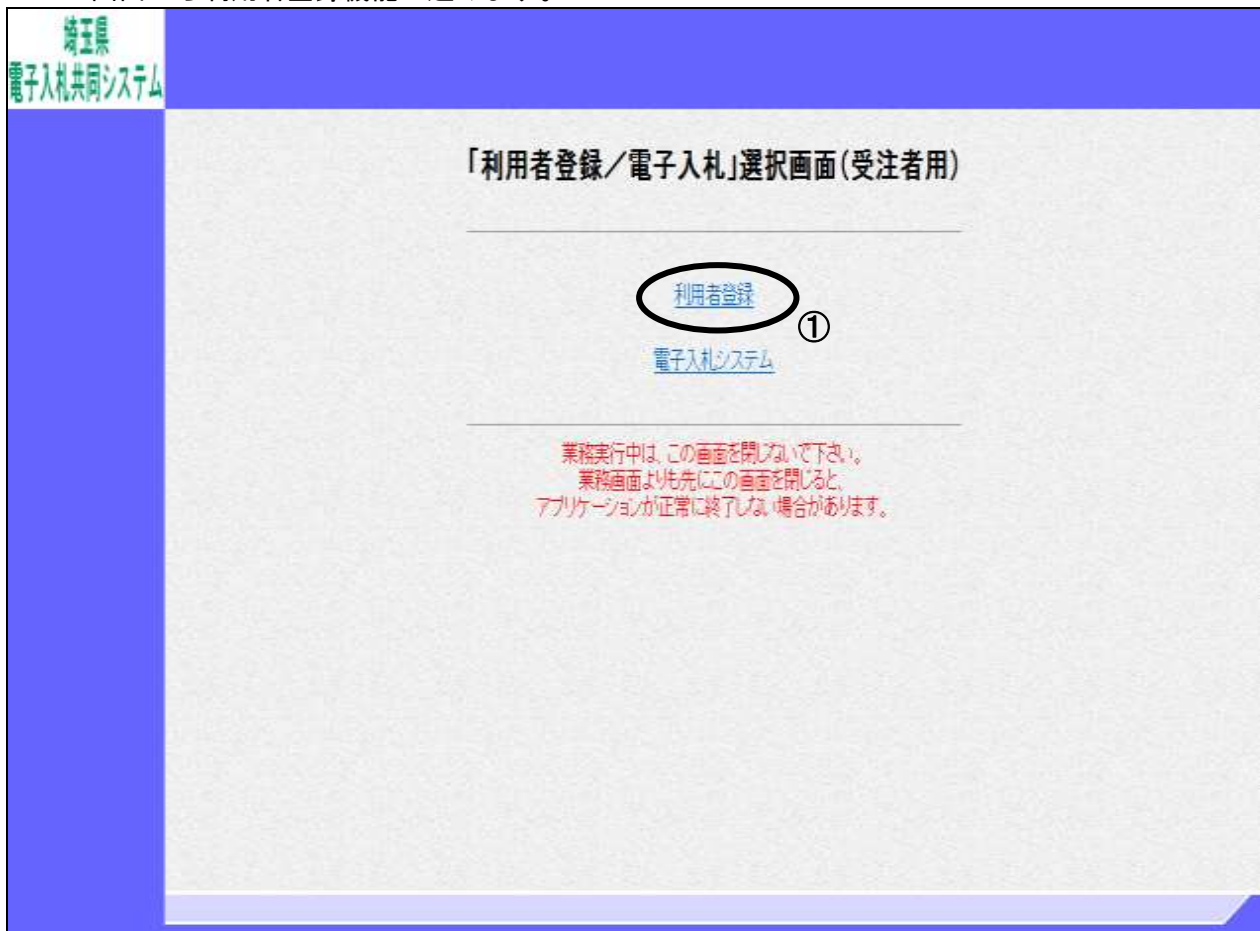 埼玉県
電子入札共同システム
「利用者登録／電子入札」選択画面(受注者用)
利用者登録
①
電子入札システム
業務実行中は、この画面を閉じないで下さい。
業務画面よりも先にこの画面を閉じると、
アプリケーションが正常に終了しない場合があります。